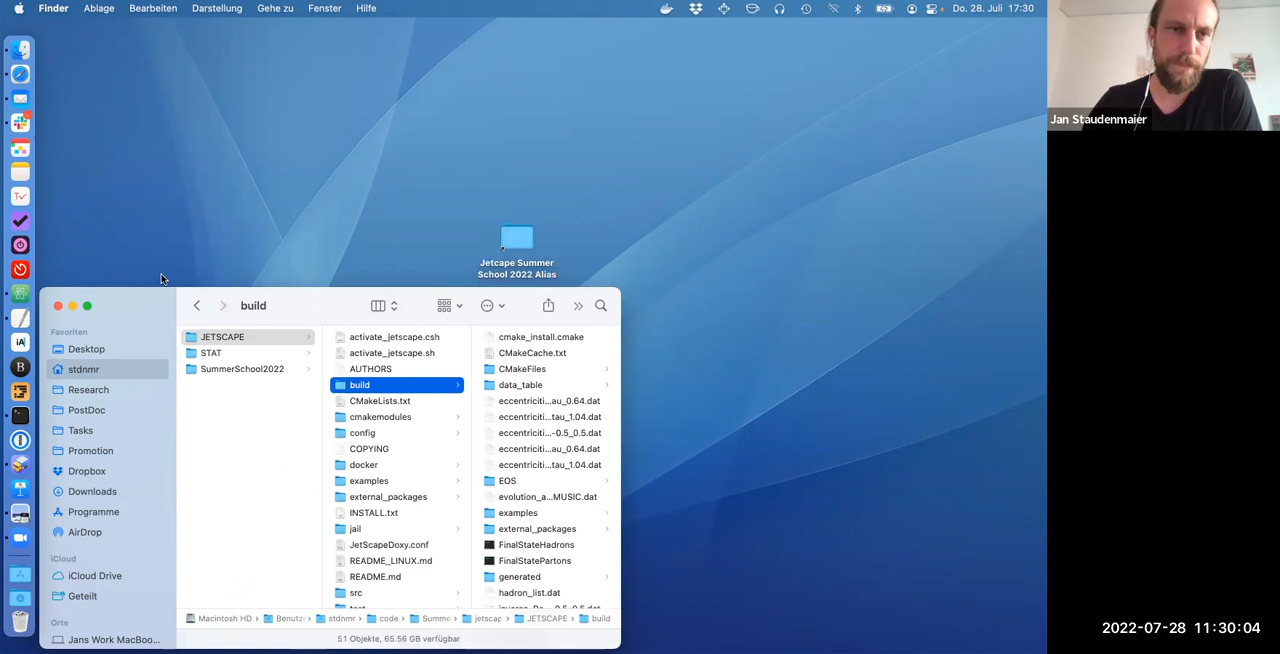 Finder Ablage Bearbeiten Darstellung Gehe zu Fenster Hilfe
Do. 28. Juli 17:30
Jan Staudenmaier
Jetcape Summer
School 2022 Alias
build
Favoriten
Desktop
stdnmr
Research
PostDoc
Tasks
Promotion
Dropbox
Downloads
Programme
AirDrop
iCloud
iCloud Drive
Geteilt
Orte
Jans Work MacBoo...
JETSCAPE
STAT
SummerSchool2022
activate_jetscape.csh
activate_jetscape.sh
AUTHORS
build
CMakeLists.txt
cmakemodules
config
COPYING
docker
examples
external_packages
INSTALL.txt
jail
JetScapeDoxy.conf
README_LINUX.md
README.md
src
cmake_install.cmake
CMakeCache.txt
CMakeFiles
data_table
eccentriciti...au_0.64.dat
eccentriciti...tau_1.04.dat
eccentriciti...-0.5_0.5.dat
eccentriciti...au_0.64.dat
eccentriciti...tau_1.04.dat
EOS
evolution_a...MUSIC.dat
examples
external_packages
FinalStateHadrons
FinalStatePartons
generated
hadron_list.dat
Macintosh HD › Benutz › stdnmr › code › Summe › jetscap › JETSCAPE › build
51 Objekte, 65.56 GB verfügbar
2022-07-28 11:30:04